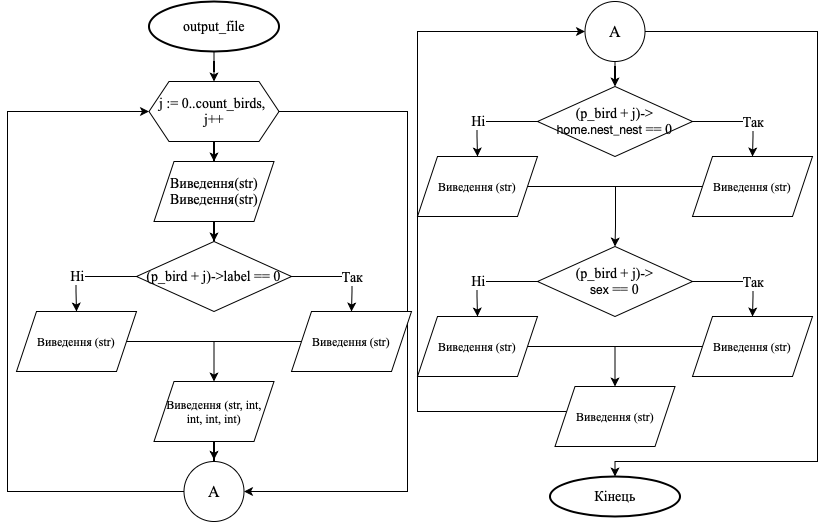 output_file
j := 0..count_birds,
j++
Виведення(str)
Виведення(str)
(p_bird + j)->label == 0
Ні
Так
Виведення (str)
Виведення (str)
Виведення (str, int,
int, int, int)
A
A
(p_bird + j)->
home.nest_nest == 0
Ні
Так
Виведення (str)
Виведення (str)
(p_bird + j)->
sex == 0
Ні
Так
Виведення (str)
Виведення (str)
Виведення (str)
Кінець